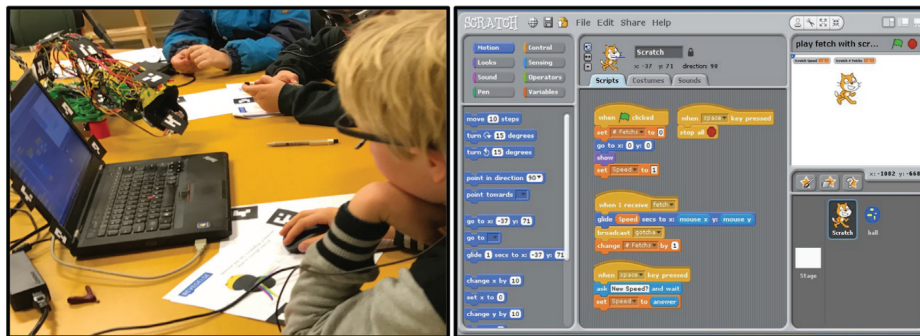 SCRATCH File Edit Share Help
Motion Control
Looks Sensing
Sound Operators
Pen Variables
move 10 steps
turn 15 degrees
turn 15 degrees
point in direction 90
point towards
go to x: -37 y: 71
go to
glide 1 secs to x: -37 y: 71
change x by 10
set x to 0
change y by 10
Scratch
x: -37 y: 71 direction: 90
Scripts Costumes Sounds
when clicked
set # Fetchs to 0
go to x: 0 y: 0
show
set Speed to 1
when space key pressed
stop all
when I receive fetch
glide Speed secs to x: mouse x y: mouse y
broadcast gotcha
change # Fetchs by 1
when space key pressed
ask New Speed? and wait
set Speed to answer
play fetch with scr...
x: -1082 y: -668
Scratch ball
Stage